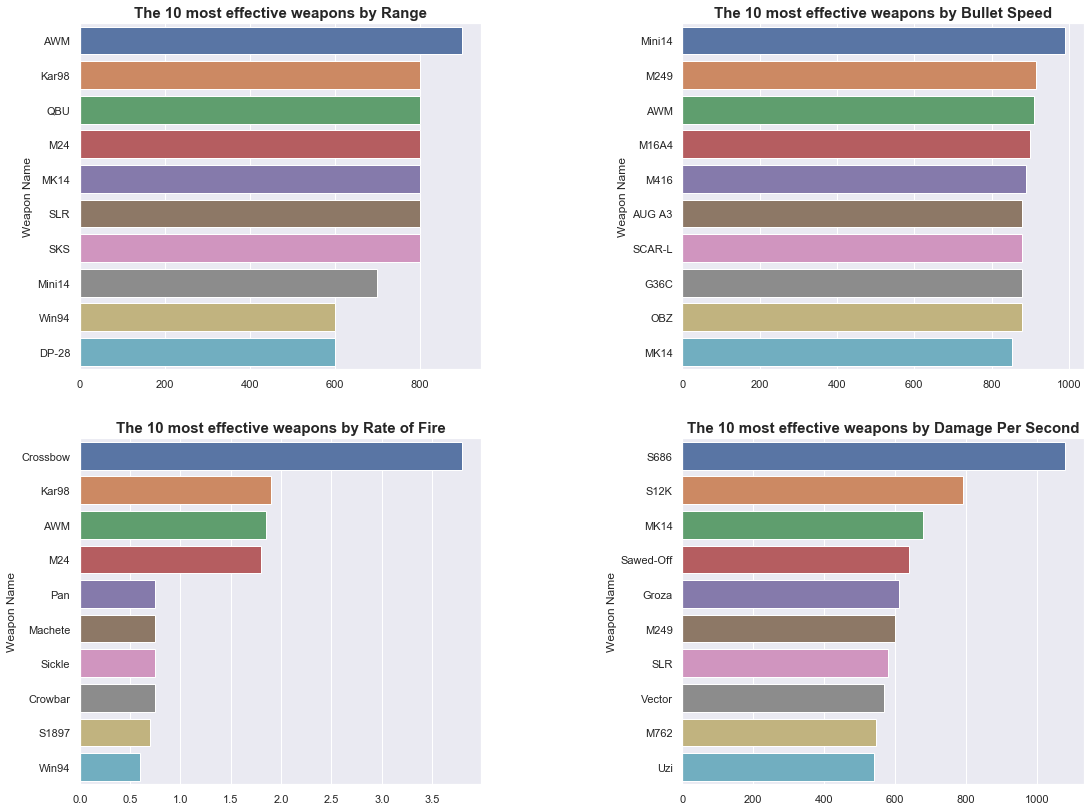 The 10 most effective weapons by Range
Weapon Name
AWM
Kar98
QBU
M24
MK14
SLR
SKS
Mini14
Win94
DP-28
0 200 400 600 800
The 10 most effective weapons by Bullet Speed
Weapon Name
Mini14
M249
AWM
M16A4
M416
AUG A3
SCAR-L
G36C
OBZ
MK14
0 200 400 600 800 1000
The 10 most effective weapons by Rate of Fire
Weapon Name
Crossbow
Kar98
AWM
M24
Pan
Machete
Sickle
Crowbar
S1897
Win94
0.0 0.5 1.0 1.5 2.0 2.5 3.0 3.5
The 10 most effective weapons by Damage Per Second
Weapon Name
S686
S12K
MK14
Sawed-Off
Groza
M249
SLR
Vector
M762
Uzi
0 200 400 600 800 1000